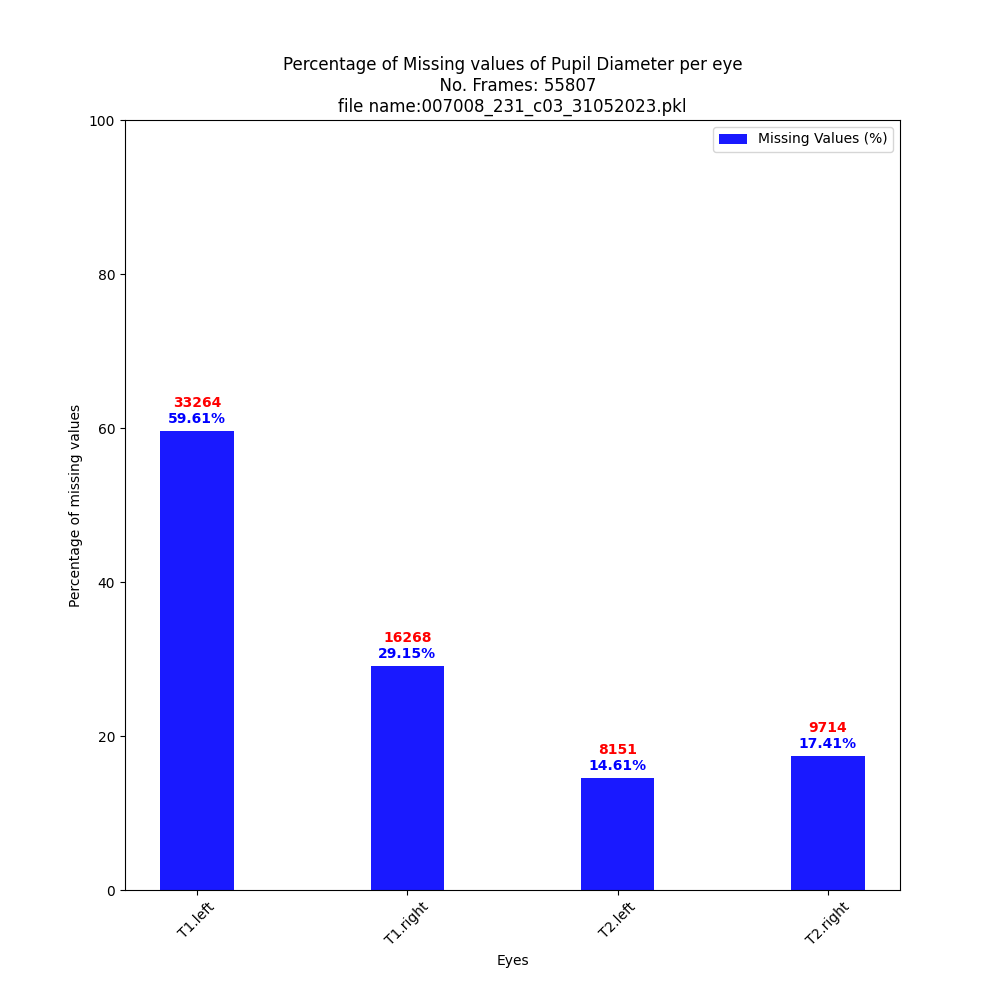 Percentage of Missing values of Pupil Diameter per eye
No. Frames: 55807
file name:007008_231_c03_31052023.pkl
Missing Values (%)
100
80
60
40
20
0
Percentage of missing values
33264
59.61%
16268
29.15%
8151
14.61%
9714
17.41%
T1.left
T1.right
T2.left
T2.right
Eyes